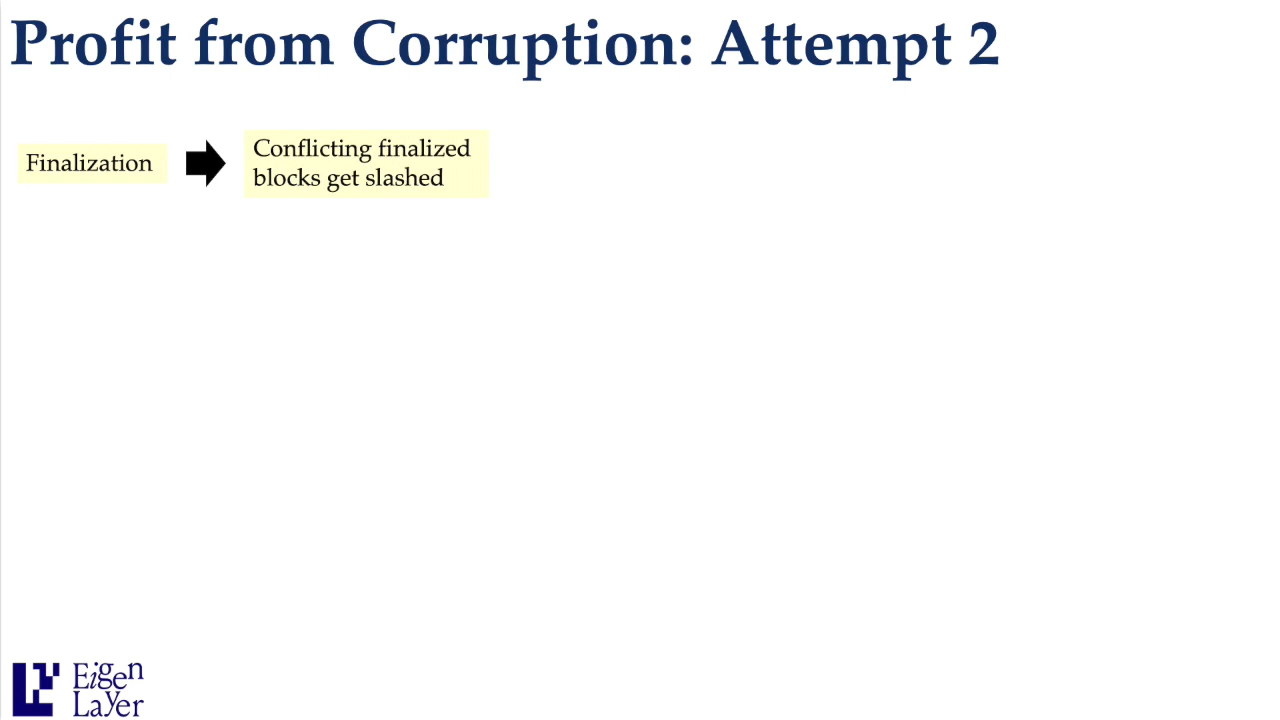 Profit from Corruption: Attempt 2
Finalization
Conflicting finalized
blocks get slashed
Eigen
Layer